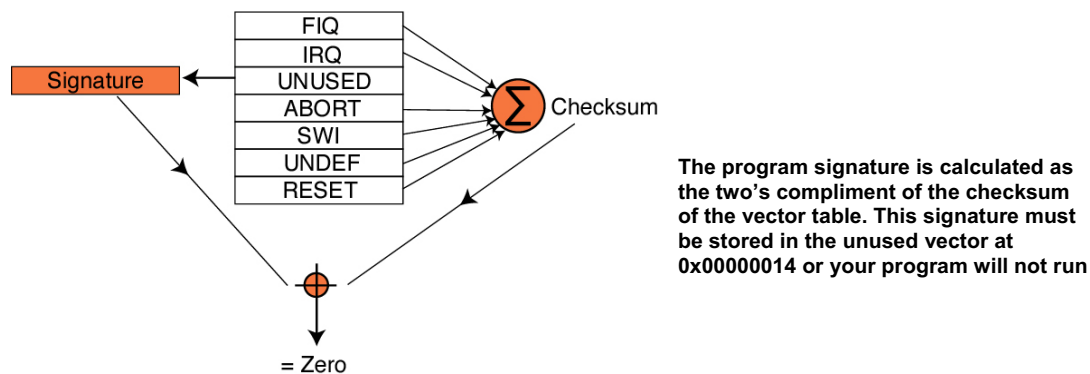 FIQ
IRQ
Signature
UNUSED
ABORT
Checksum
SWI
UNDEF
RESET
The program signature is calculated as
the two’s compliment of the checksum
of the vector table. This signature must
be stored in the unused vector at
0x00000014 or your program will not run
Σ
= Zero